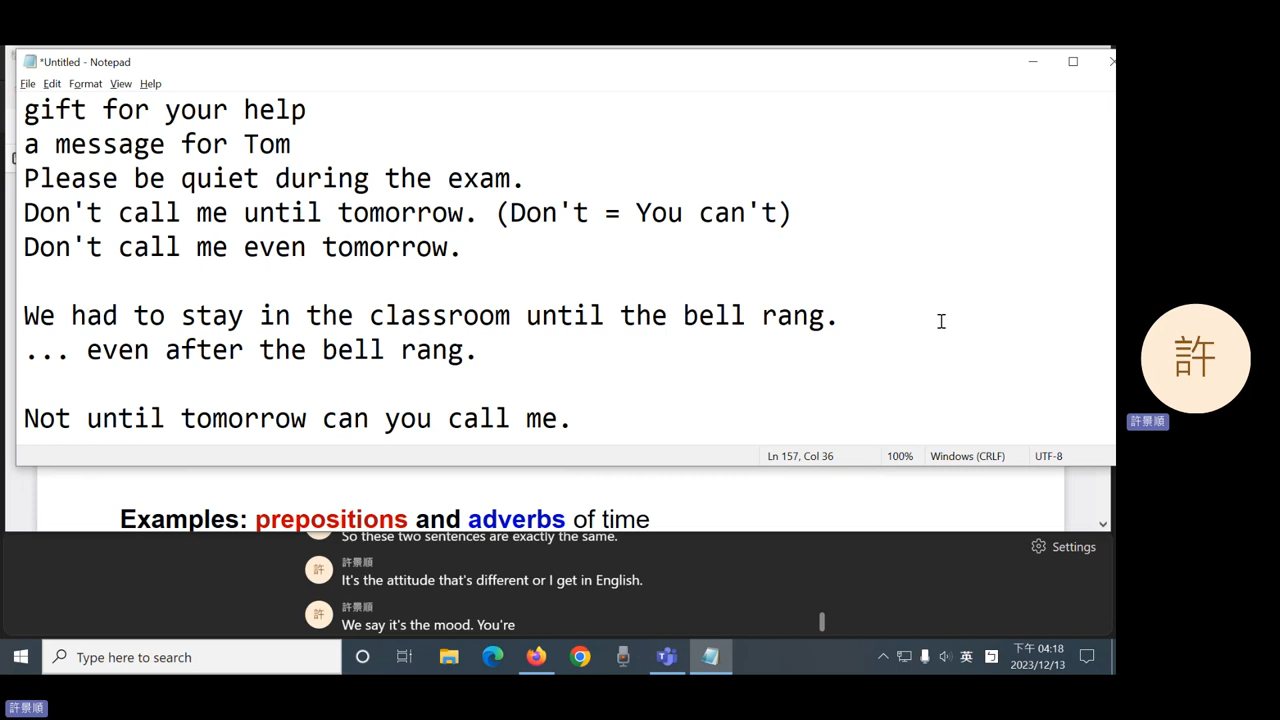 *Untitled - Notepad
File Edit Format View Help
gift for your help
a message for Tom
Please be quiet during the exam.
Don't call me until tomorrow. (Don't = You can't)
Don't call me even tomorrow.
We had to stay in the classroom until the bell rang.
... even after the bell rang.
Not until tomorrow can you call me.
Ln 157, Col 36 100% Windows (CRLF) UTF-8
Examples: prepositions and adverbs of time
So these two sentences are exactly the same.
許景順
許 It's the attitude that's different or I get in English.
許景順
許 We say it's the mood. You're
Settings
許
許景順
Type here to search
英
下午 04:18
2023/12/13
許景順